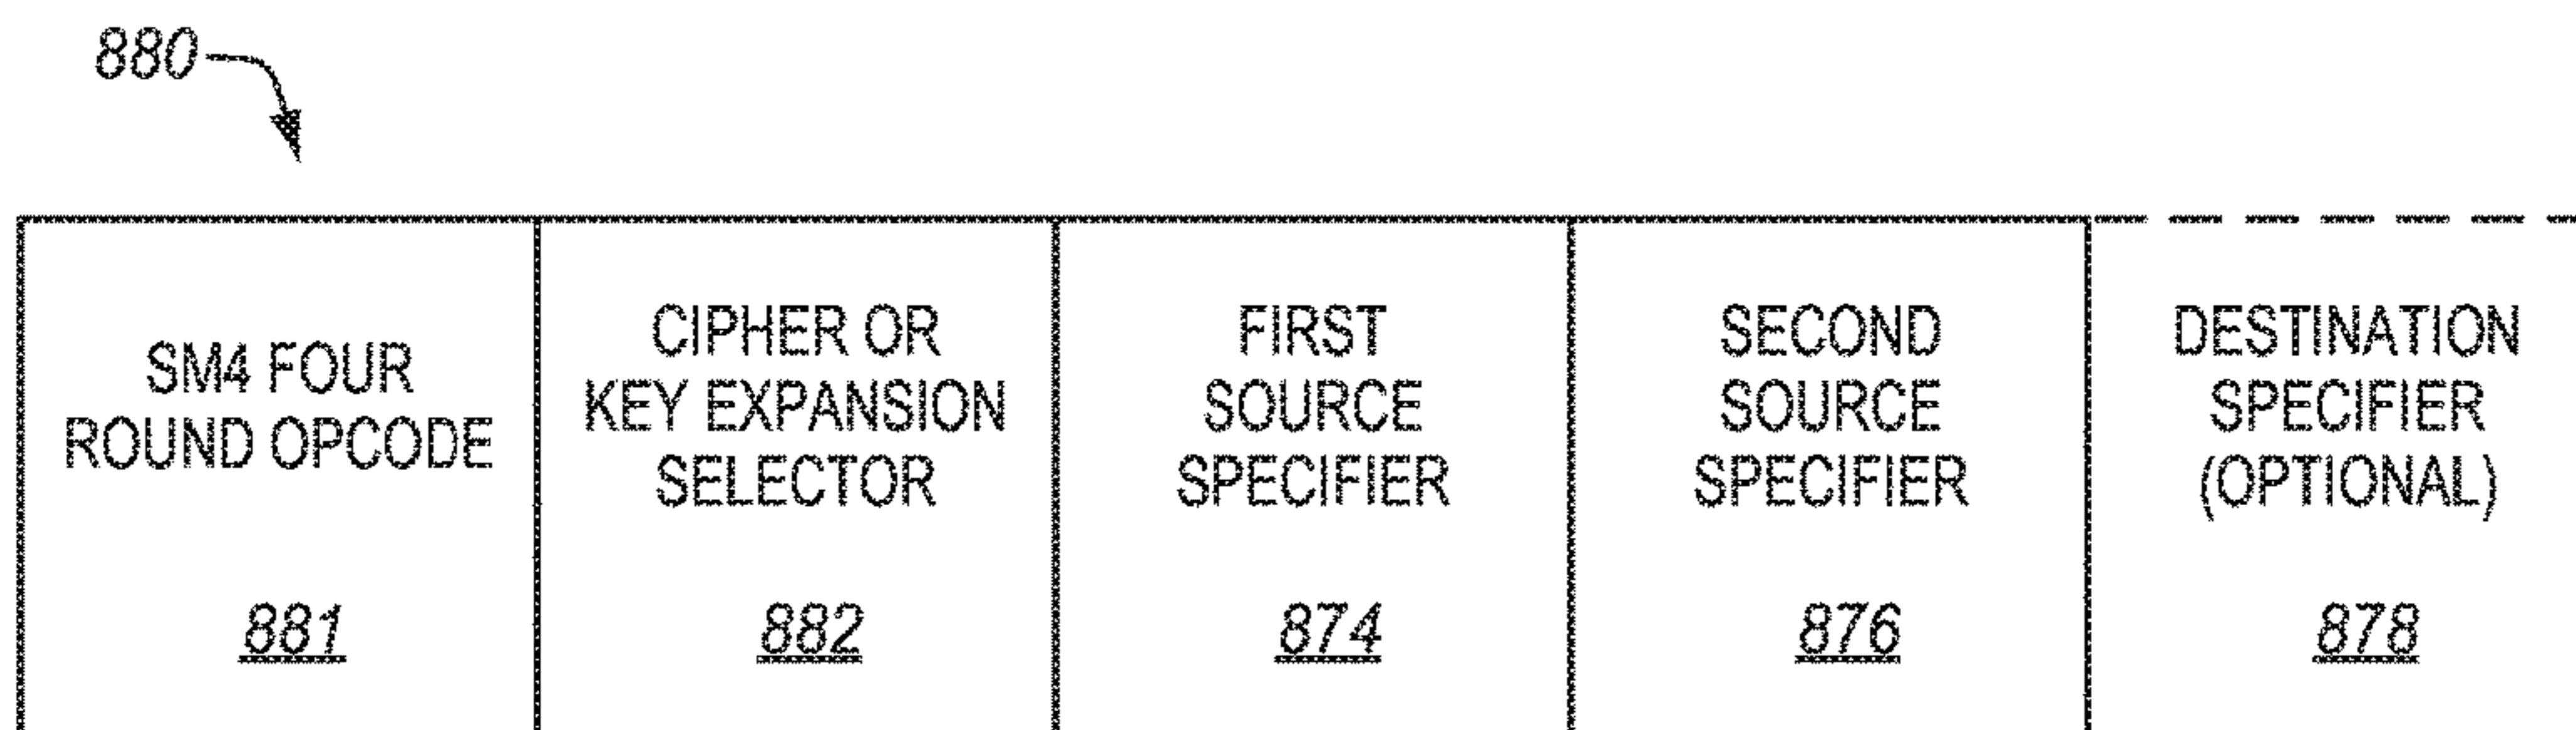 880
SM4 FOUR
ROUND OPCODE
881
CIPHER OR
KEY EXPANSION
SELECTOR
882
FIRST
SOURCE
SPECIFIER
874
SECOND
SOURCE
SPECIFIER
876
DESTINATION
SPECIFIER
(OPTIONAL)
878